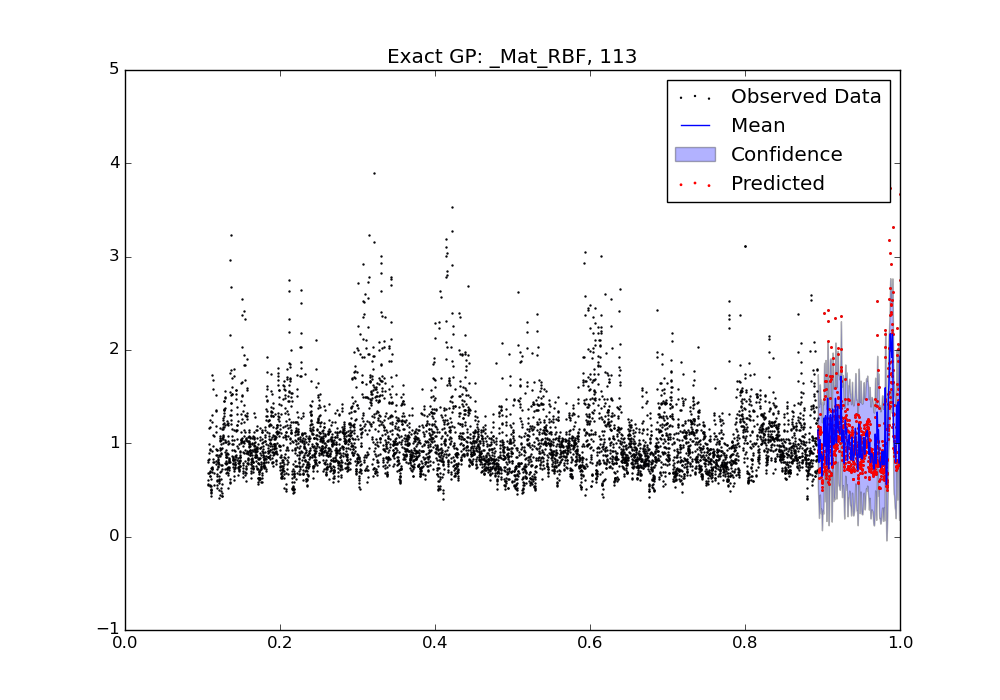 Exact GP: _Mat_RBF, 113
5
4
3
2
1
0
−1
0.0
0.2
0.4
0.6
0.8
1.0
Observed Data
Mean
Confidence
Predicted